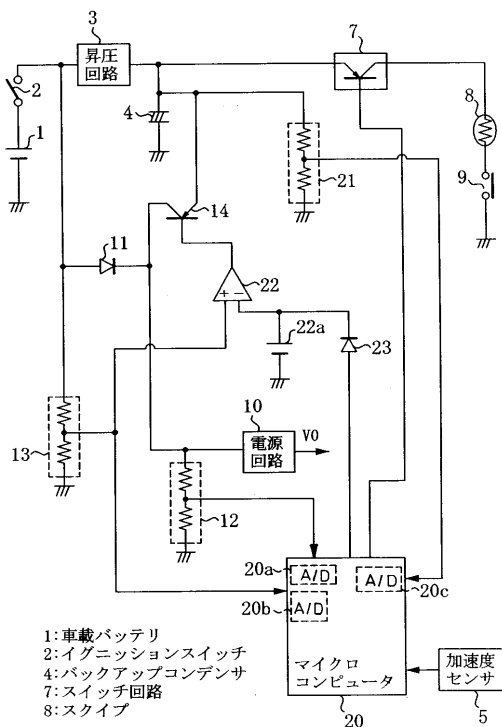 3
昇圧
回路
7
2
4
8
1
21
9
14
11
22
+ −
22a
23
13
10
電源
回路
V0
12
20a
A/D
A/D
20c
20b
A/D
マイクロ
コンピュータ
20
加速度
センサ
5
1:車載バッテリ
2:イグニッションスイッチ
4:バックアップコンデンサ
7:スイッチ回路
8:スクイブ